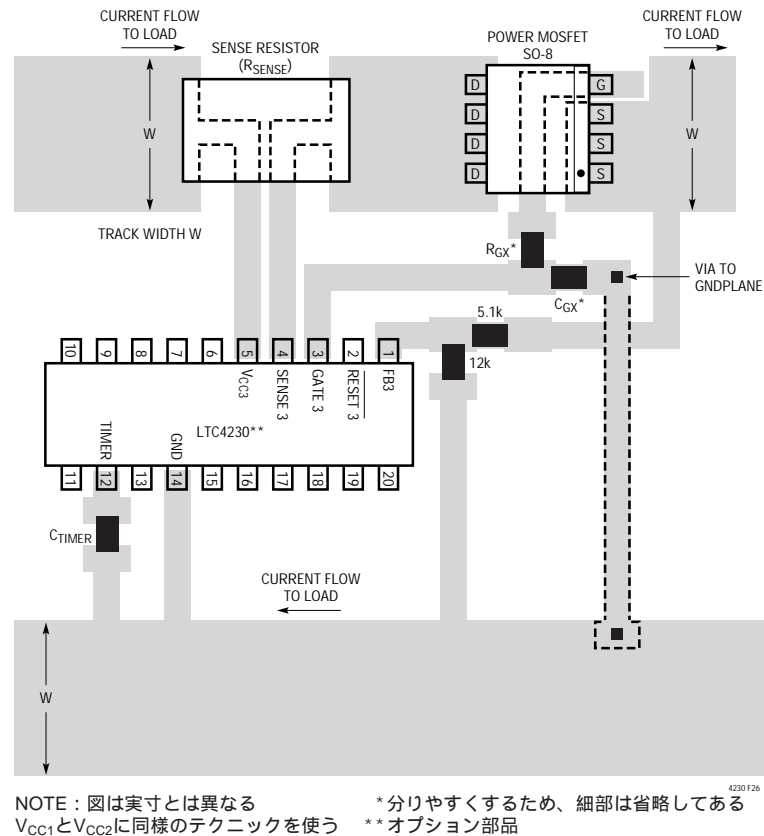 CURRENT FLOW
TO LOAD
SENSE RESISTOR
(RSENSE)
POWER MOSFET
SO-8
CURRENT FLOW
TO LOAD
D
G
D
S
D
S
D
S
W
W
TRACK WIDTH W
RGX*
CGX*
VIA TO
GNDPLANE
5.1k
12k
10
9
8
7
6
5
4
3
2
1
VCC3
SENSE 3
GATE 3
RESET 3
FB3
LTC4230**
TIMER
GND
11
12
13
14
15
16
17
18
19
20
CTIMER
CURRENT FLOW
TO LOAD
W
4230 F26
NOTE：図は実寸とは異なる
VCC1とVCC2に同様のテクニックを使う
*分りやすくするため、細部は省略してある
**オプション部品